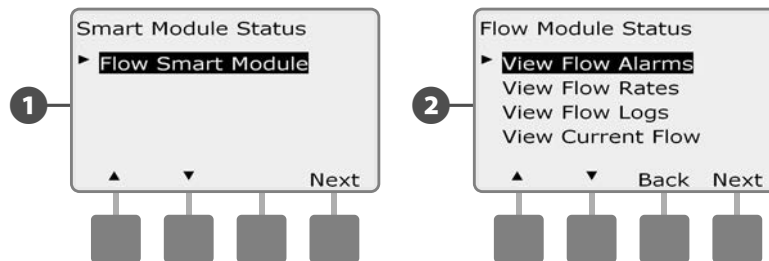 Smart Module Status
► Flow Smart Module
1
▲ ▼ Next
Flow Module Status
► View Flow Alarms
View Flow Rates
View Flow Logs
View Current Flow
2
▲ ▼ Back Next